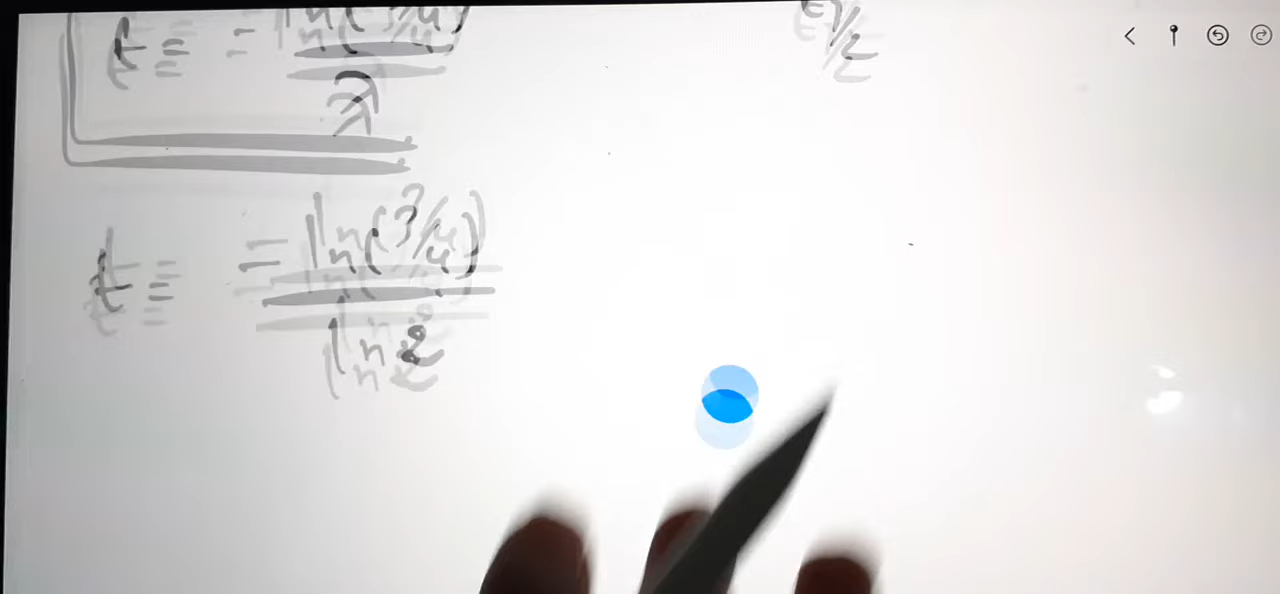 t = ln(3/4)
λ
t = ln(3/4)
ln 2